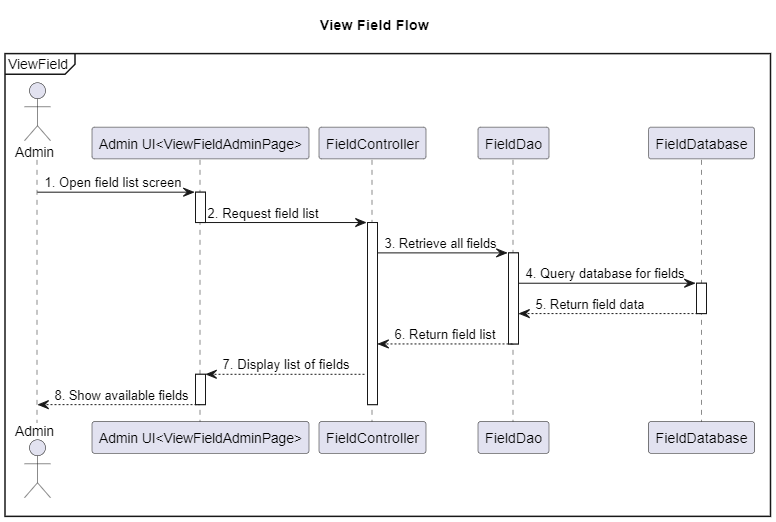 View Field Flow
ViewField
Admin
Admin UI<ViewFieldAdminPage>
FieldController
FieldDao
FieldDatabase
1. Open field list screen
2. Request field list
3. Retrieve all fields
4. Query database for fields
5. Return field data
6. Return field list
7. Display list of fields
8. Show available fields
Admin
Admin UI<ViewFieldAdminPage>
FieldController
FieldDao
FieldDatabase